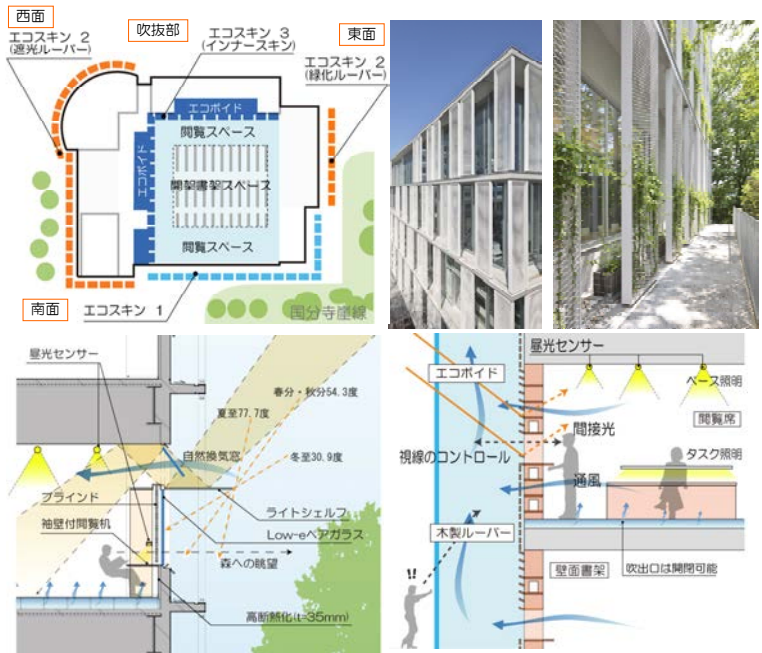 西面
エコスキン 2
(遮光ルーバー)
吹抜部
エコスキン 3
(インナースキン)
東面
エコスキン 2
(緑化ルーバー)
エコボイド
閲覧スペース
エコボイド
開架書架スペース
閲覧スペース
南面
エコスキン 1
国分寺崖線
昼光センサー
春分・秋分54.3度
夏至77.7度
自然換気窓
冬至30.9度
ブラインド
ライトシェルフ
袖壁付閲覧机
Low-eペアガラス
森への眺望
高断熱化(t=35mm)
昼光センサー
エコボイド
ベース照明
閲覧席
間接光
視線のコントロール
タスク照明
通風
木製ルーバー
壁面書架
吹出口は開閉可能
!!